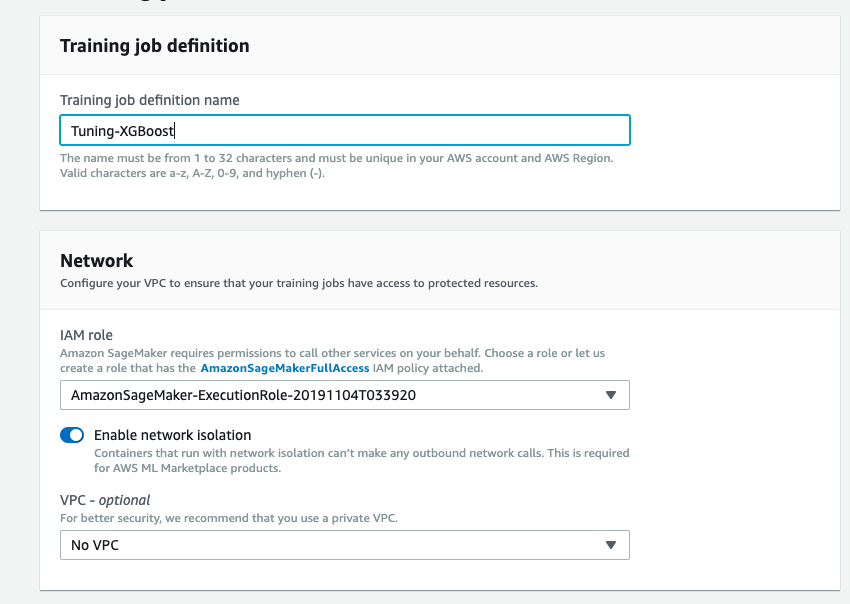 Training job definition
Training job definition name
Tuning-XGBoost
The name must be from 1 to 32 characters and must be unique in your AWS account and AWS Region.
Valid characters are a-z, A-Z, 0-9, and hyphen (-).
Network
Configure your VPC to ensure that your training jobs have access to protected resources.
IAM role
Amazon SageMaker requires permissions to call other services on your behalf. Choose a role or let us
create a role that has the AmazonSageMakerFullAccess IAM policy attached.
AmazonSageMaker-ExecutionRole-20191104T033920
Enable network isolation
Containers that run with network isolation can't make any outbound network calls. This is required
for AWS ML Marketplace products.
VPC - optional
For better security, we recommend that you use a private VPC.
No VPC